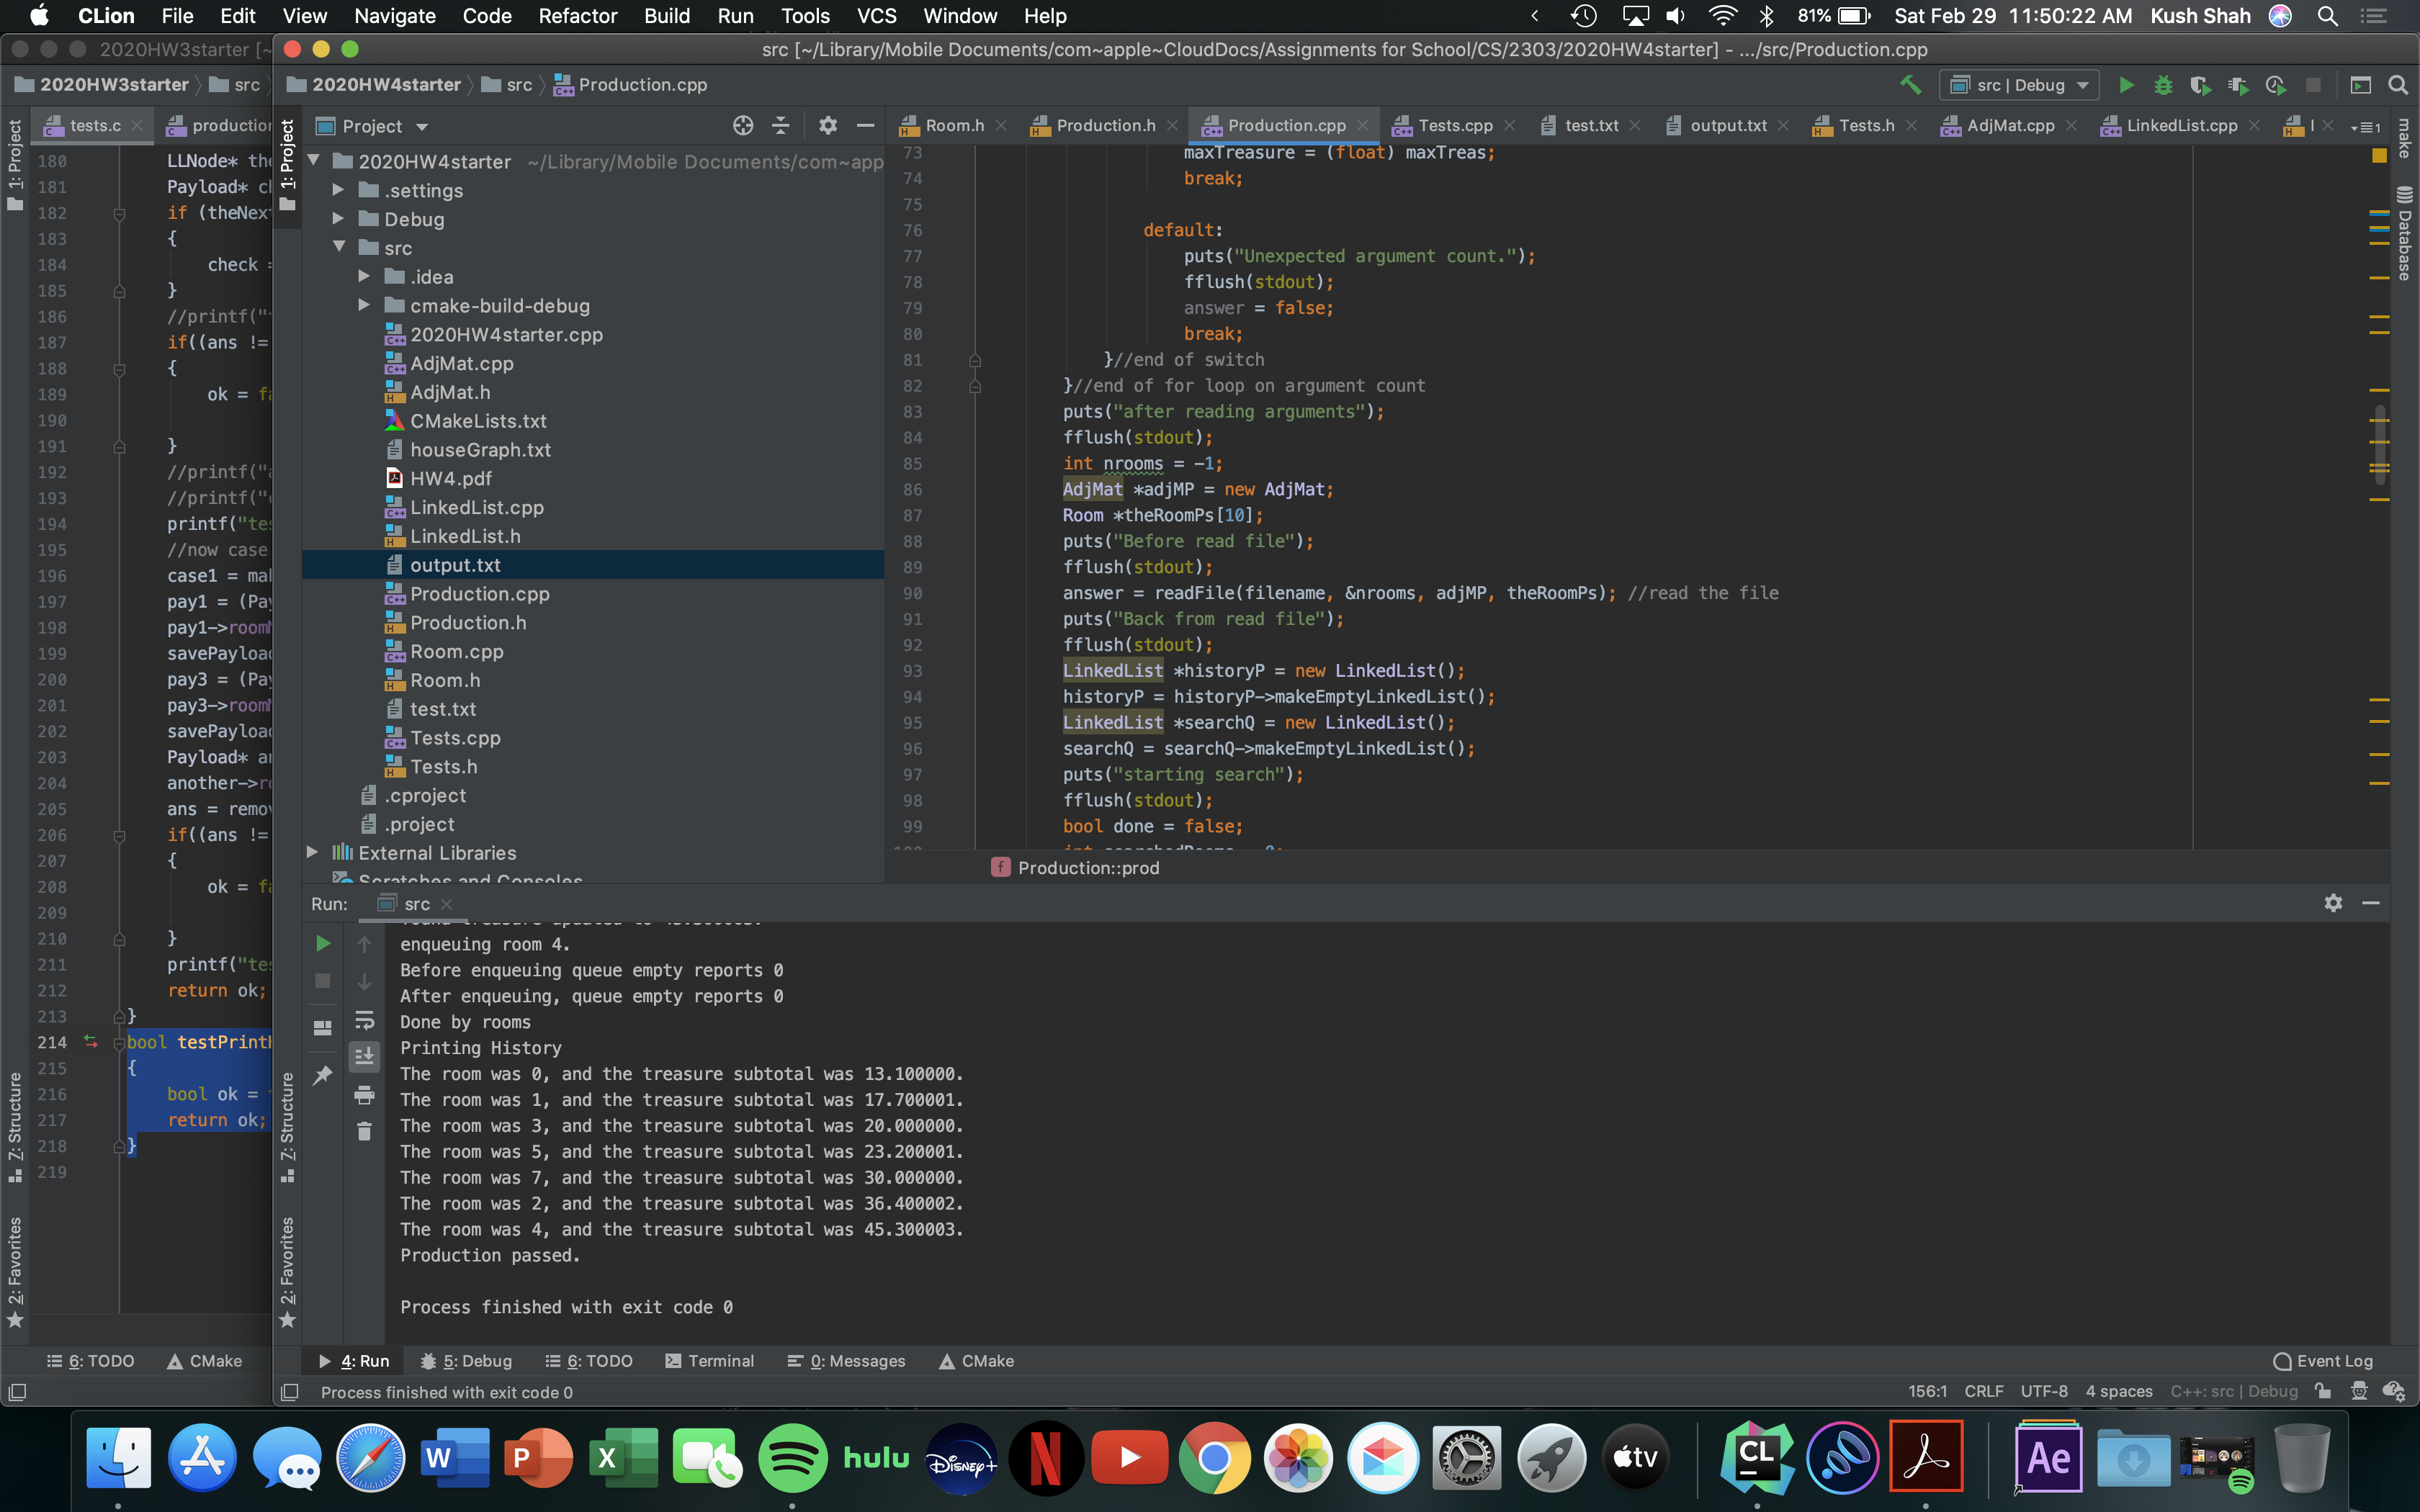 CLion File Edit View Navigate Code Refactor Build Run Tools VCS Window Help 81% Sat Feb 29 11:50:22 AM Kush Shah
2020HW3starter [~
src [~/Library/Mobile Documents/com~apple~CloudDocs/Assignments for School/CS/2303/2020HW4starter] - .../src/Production.cpp
2020HW3starter src
2020HW4starter src Production.cpp
src | Debug
tests.c
Project
Room.h Production.h Production.cpp Tests.cpp test.txt output.txt Tests.h AdjMat.cpp LinkedList.cpp
1: Project
7: Structure
2: Favorites
180 LLNode* the
181 Payload* c
182 if (theNex
183 {
184 check =
185 }
186 //printf("
187 if((ans !=
188 {
189 ok = fa
190
191 }
192 //printf("a
193 //printf("
194 printf("tes
195 //now case
196 case1 = mak
197 pay1 = (Pay
198 pay1->room
199 savePayload
200 pay3 = (Pay
201 pay3->room
202 savePayload
203 Payload* a
204 another->ro
205 ans = remov
206 if((ans !=
207 {
208 ok = fa
209
210 }
211 printf("tes
212 return ok;
213 }
214 bool testPrint
215 {
216 bool ok =
217 return ok;
218 }
219
6: TODO CMake
1: Project
7: Structure
2: Favorites
2020HW4starter ~/Library/Mobile Documents/com~app
.settings
Debug
src
.idea
cmake-build-debug
2020HW4starter.cpp
AdjMat.cpp
AdjMat.h
CMakeLists.txt
houseGraph.txt
HW4.pdf
LinkedList.cpp
LinkedList.h
output.txt
Production.cpp
Production.h
Room.cpp
Room.h
test.txt
Tests.cpp
Tests.h
.cproject
.project
External Libraries
Scratches and Consoles
73 maxTreasure = (float) maxTreas;
74 break;
75
76 default:
77 puts("Unexpected argument count.");
78 fflush(stdout);
79 answer = false;
80 break;
81 }//end of switch
82 }//end of for loop on argument count
83 puts("after reading arguments");
84 fflush(stdout);
85 int nrooms = -1;
86 AdjMat *adjMP = new AdjMat;
87 Room *theRoomPs[10];
88 puts("Before read file");
89 fflush(stdout);
90 answer = readFile(filename, &nrooms, adjMP, theRoomPs); //read the file
91 puts("Back from read file");
92 fflush(stdout);
93 LinkedList *historyP = new LinkedList();
94 historyP = historyP->makeEmptyLinkedList();
95 LinkedList *searchQ = new LinkedList();
96 searchQ = searchQ->makeEmptyLinkedList();
97 puts("starting search");
98 fflush(stdout);
99 bool done = false;
Production::prod
make
Database
Run: src
enqueuing room 4.
Before enqueuing queue empty reports 0
After enqueuing, queue empty reports 0
Done by rooms
Printing History
The room was 0, and the treasure subtotal was 13.100000.
The room was 1, and the treasure subtotal was 17.700001.
The room was 3, and the treasure subtotal was 20.000000.
The room was 5, and the treasure subtotal was 23.200001.
The room was 7, and the treasure subtotal was 30.000000.
The room was 2, and the treasure subtotal was 36.400002.
The room was 4, and the treasure subtotal was 45.300003.
Production passed.
Process finished with exit code 0
4: Run 5: Debug 6: TODO Terminal 0: Messages CMake Event Log
Process finished with exit code 0 156:1 CRLF UTF-8 4 spaces C++: src | Debug
W P X hulu Disney+ N CL tv Ae